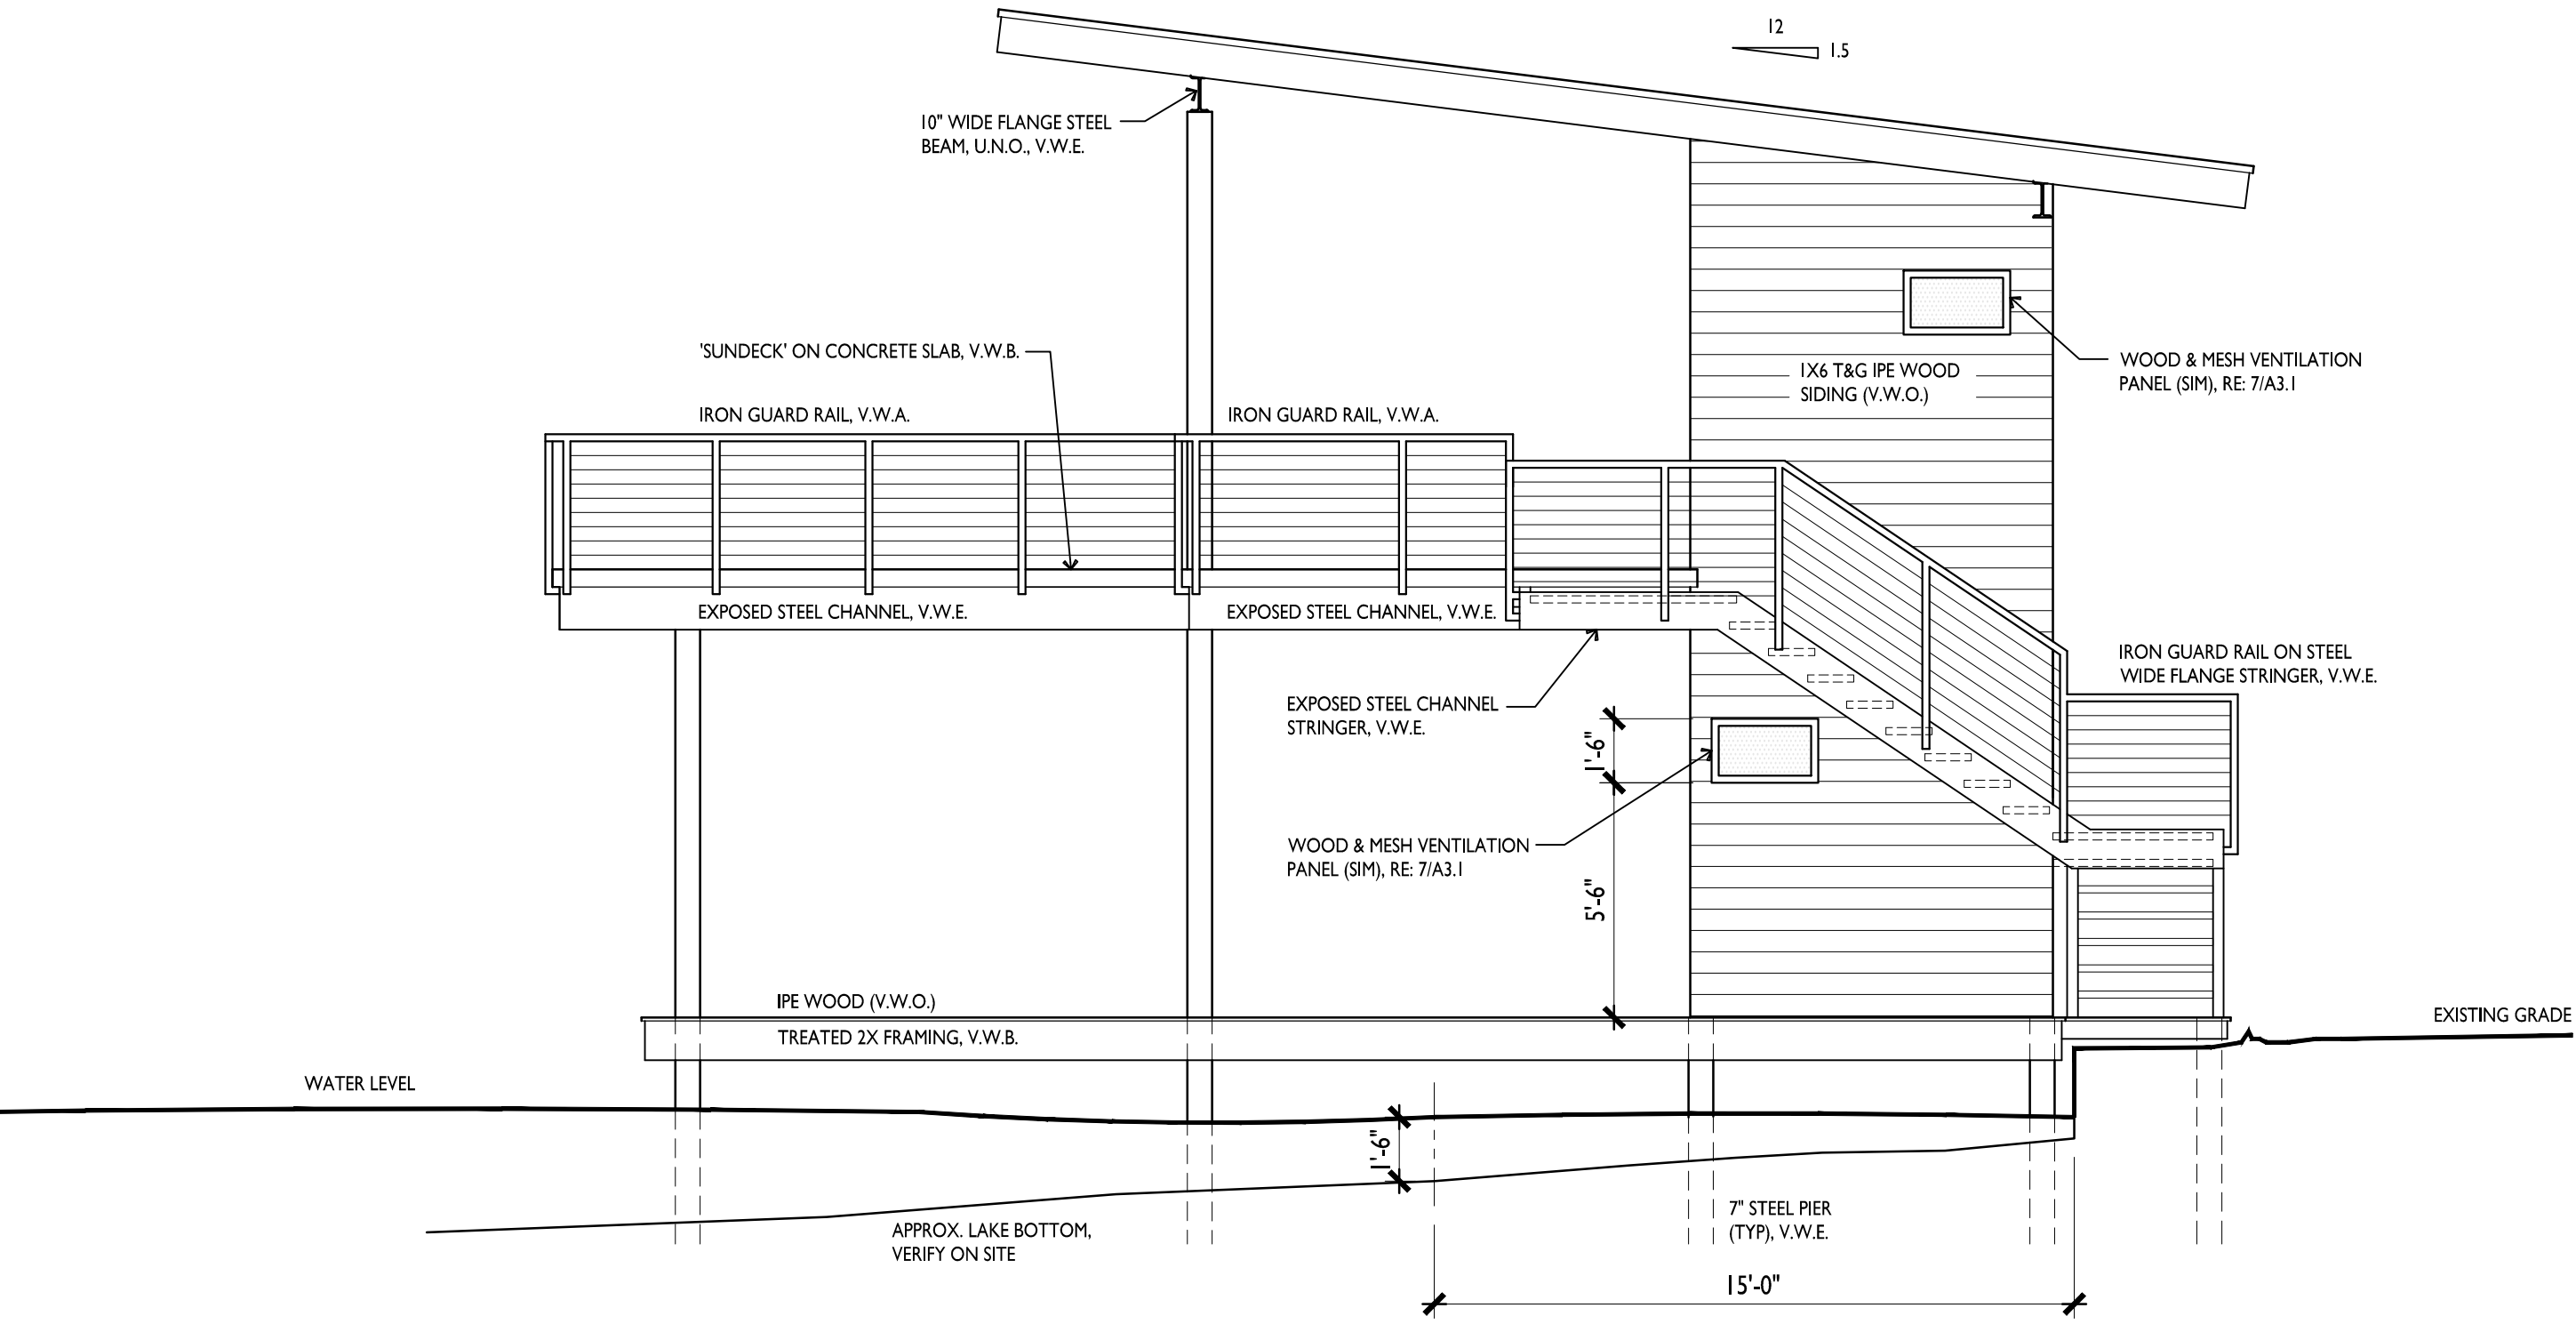 12
1.5
10" WIDE FLANGE STEEL
BEAM, U.N.O., V.W.E.
'SUNDECK' ON CONCRETE SLAB, V.W.B.
WOOD & MESH VENTILATION
PANEL (SIM), RE: 7/A3.1
1X6 T&G IPE WOOD
SIDING (V.W.O.)
IRON GUARD RAIL, V.W.A.
IRON GUARD RAIL, V.W.A.
EXPOSED STEEL CHANNEL, V.W.E.
EXPOSED STEEL CHANNEL, V.W.E.
IRON GUARD RAIL ON STEEL
WIDE FLANGE STRINGER, V.W.E.
EXPOSED STEEL CHANNEL
STRINGER, V.W.E.
1'-6"
WOOD & MESH VENTILATION
PANEL (SIM), RE: 7/A3.1
5'-6"
IPE WOOD (V.W.O.)
TREATED 2X FRAMING, V.W.B.
EXISTING GRADE
WATER LEVEL
1'-6"
APPROX. LAKE BOTTOM,
VERIFY ON SITE
7" STEEL PIER
(TYP), V.W.E.
15'-0"